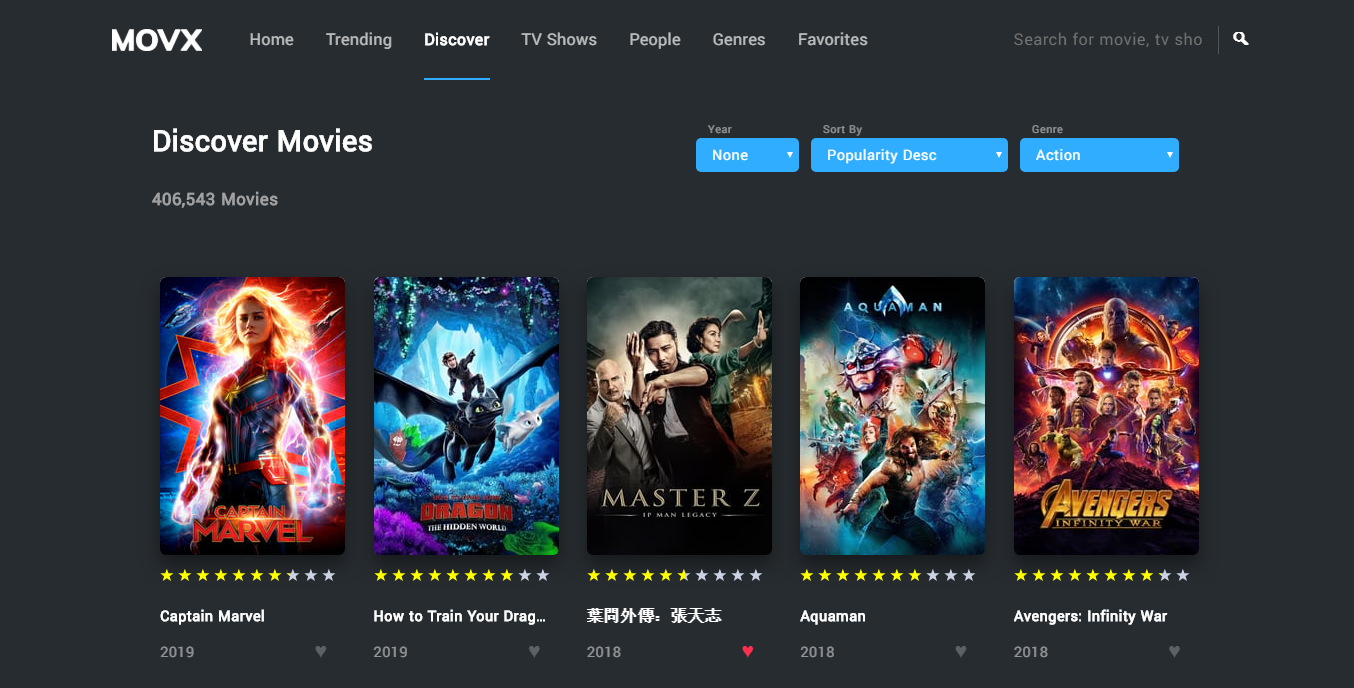 MOVX Home Trending Discover TV Shows People Genres Favorites Search for movie, tv sho
Year Sort By Genre
Discover Movies None Popularity Desc Action
406,543 Movies
CAPTAIN
MARVEL
DRAGON
THE HIDDEN WORLD
MASTER Z
IP MAN LEGACY
AQUAMAN
AVENGERS
INFINITY WAR
Captain Marvel How to Train Your Drag... 葉問外傳：張天志 Aquaman Avengers: Infinity War
2019 2019 2018 2018 2018